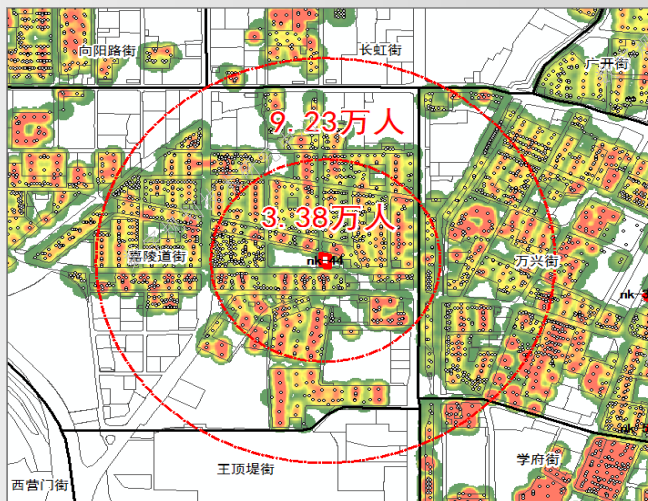 向阳路街
长虹街
广开街
9.23万人
3.38万人
嘉陵道街
nk-44
万兴街
nk-
学府街
王顶堤街
西营门街